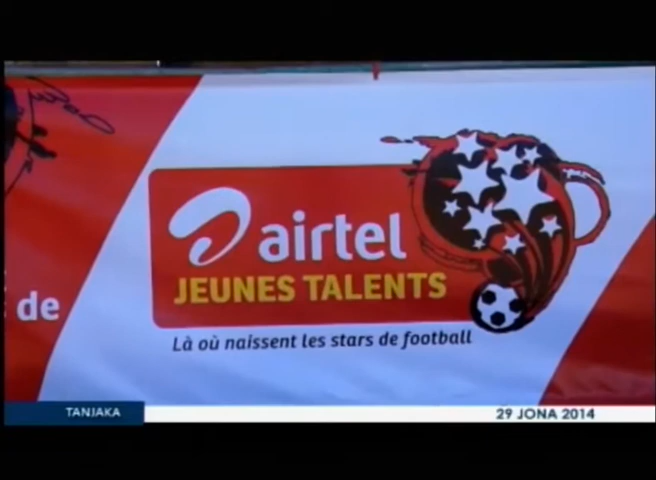 airtel
JEUNES TALENTS
Là où naissent les stars de football
de
TANJAKA
29 JONA 2014